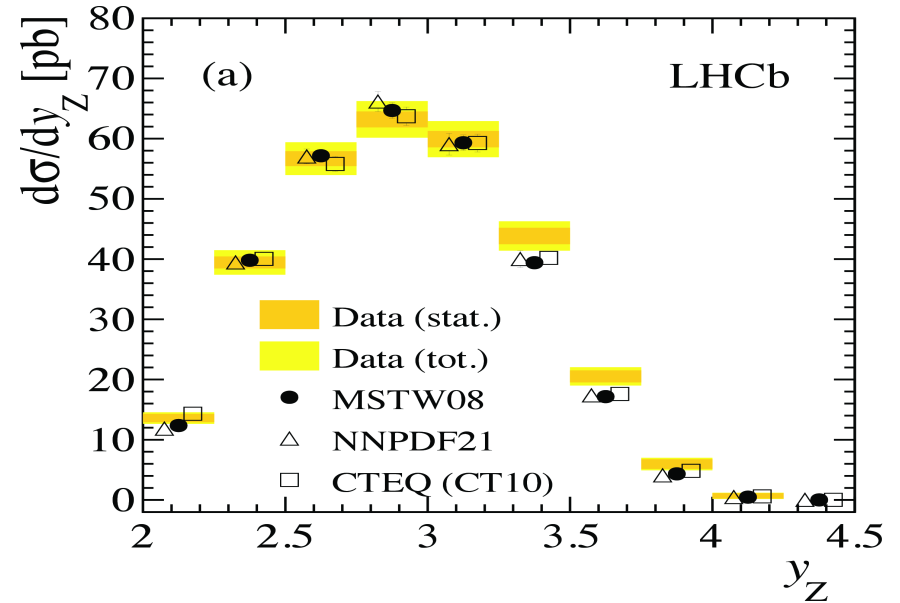 dσ/dy_Z [pb]
80
70
60
50
40
30
20
10
0
(a)
LHCb
Data (stat.)
Data (tot.)
MSTW08
NNPDF21
CTEQ (CT10)
2 2.5 3 3.5 4 4.5
y_Z